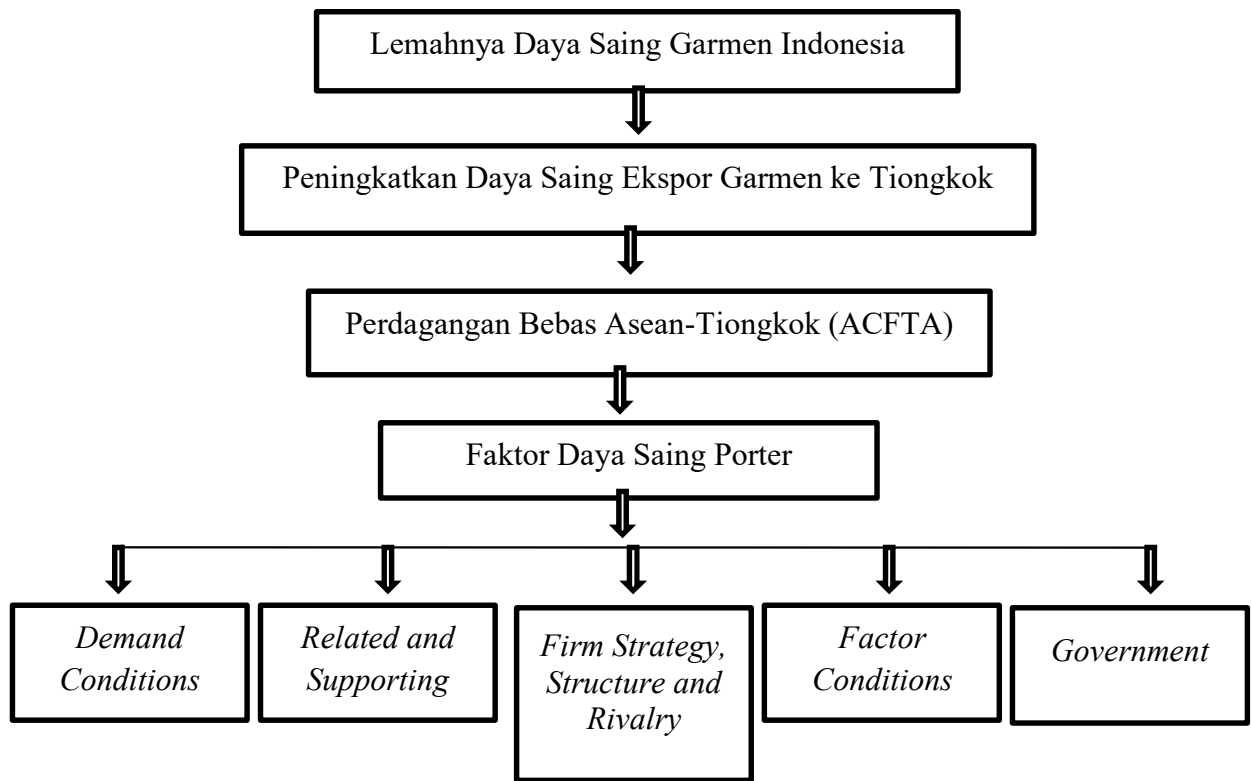 Lemahnya Daya Saing Garmen Indonesia
Peningkatkan Daya Saing Ekspor Garmen ke Tiongkok
Perdagangan Bebas Asean-Tiongkok (ACFTA)
Faktor Daya Saing Porter
Demand
Conditions
Related and
Supporting
Firm Strategy,
Structure and
Rivalry
Factor
Conditions
Government